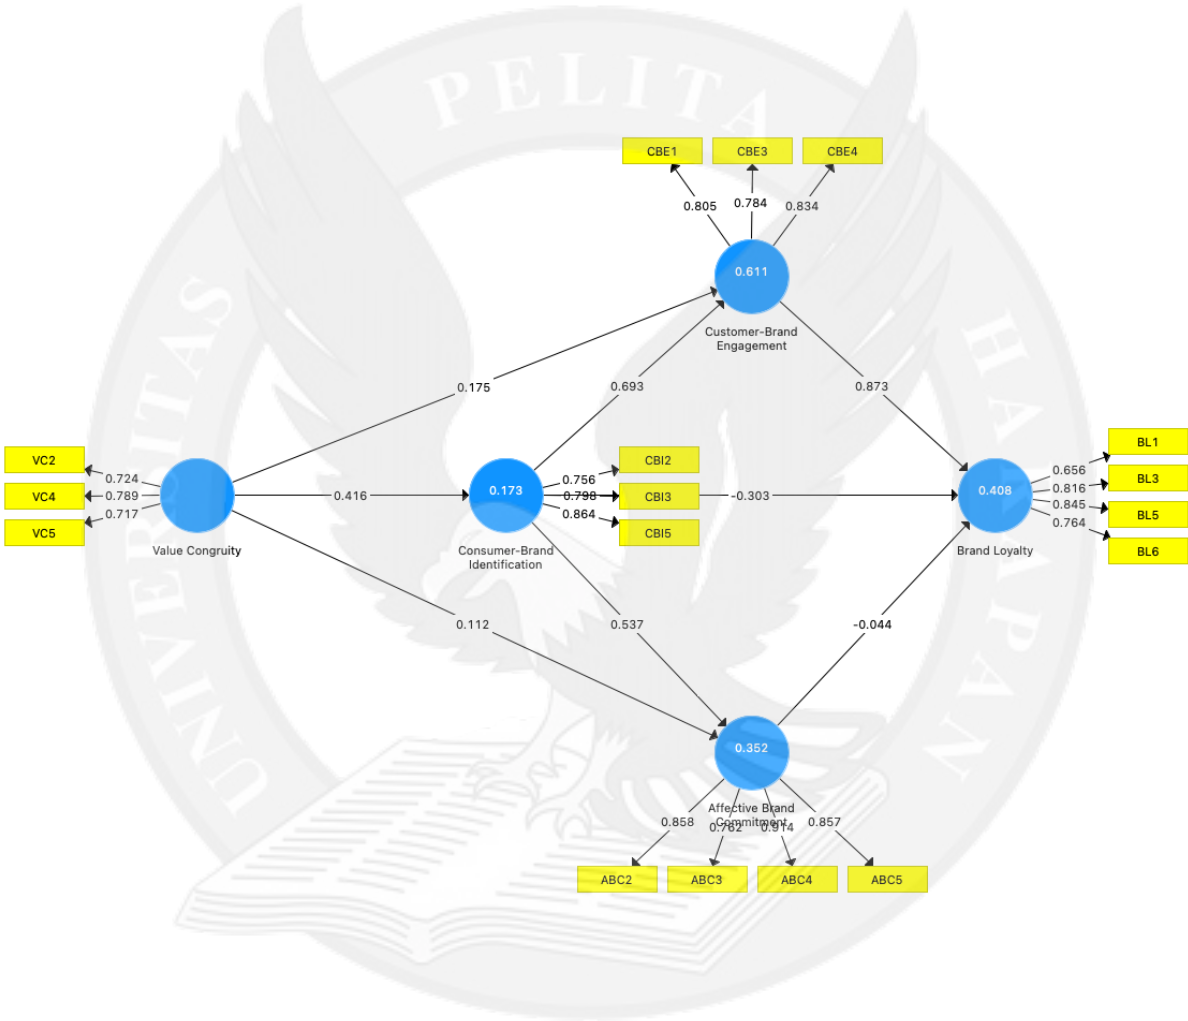 UNIVERSITAS PELITA HARAPAN
CBE1 CBE3 CBE4
0.805 0.784 0.834
0.611
Customer-Brand
Engagement
0.175 0.693 0.873
VC2
VC4
VC5
0.724
0.789
0.717
Value Congruity
0.416
0.173
Consumer-Brand
Identification
0.756
0.798
0.864
CBI2
CBI3
CBI5
-0.303
0.408
Brand Loyalty
0.656
0.816
0.845
0.764
BL1
BL3
BL5
BL6
0.112 0.537 -0.044
0.352
Affective Brand
Commitment
0.858 0.762 0.914 0.857
ABC2 ABC3 ABC4 ABC5